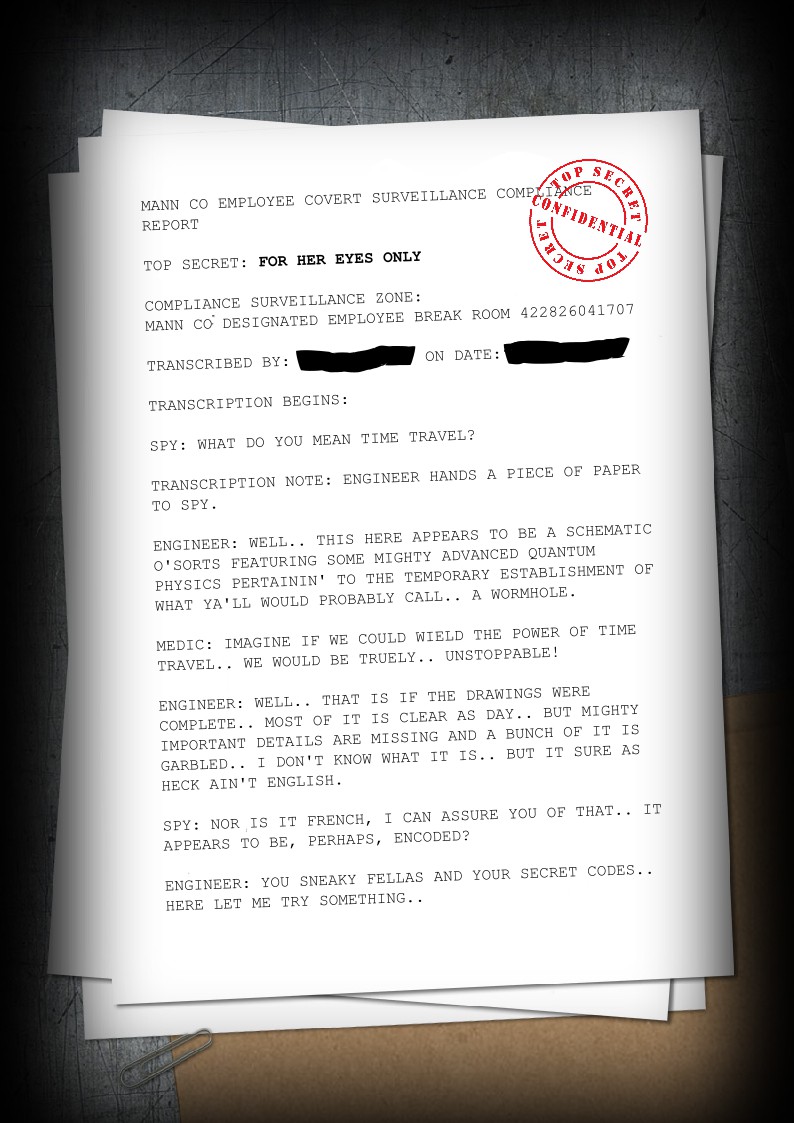 MANN CO EMPLOYEE COVERT SURVEILLANCE COMPLIANCE
REPORT
TOP SECRET
CONFIDENTIAL
TOP SECRET
TOP SECRET: FOR HER EYES ONLY
COMPLIANCE SURVEILLANCE ZONE:
MANN CO DESIGNATED EMPLOYEE BREAK ROOM 422826041707
TRANSCRIBED BY: ON DATE:
TRANSCRIPTION BEGINS:
SPY: WHAT DO YOU MEAN TIME TRAVEL?
TRANSCRIPTION NOTE: ENGINEER HANDS A PIECE OF PAPER
TO SPY.
ENGINEER: WELL.. THIS HERE APPEARS TO BE A SCHEMATIC
O'SORTS FEATURING SOME MIGHTY ADVANCED QUANTUM
PHYSICS PERTAININ' TO THE TEMPORARY ESTABLISHMENT OF
WHAT YA'LL WOULD PROBABLY CALL.. A WORMHOLE.
MEDIC: IMAGINE IF WE COULD WIELD THE POWER OF TIME
TRAVEL.. WE WOULD BE TRUELY.. UNSTOPPABLE!
ENGINEER: WELL.. THAT IS IF THE DRAWINGS WERE
COMPLETE.. MOST OF IT IS CLEAR AS DAY.. BUT MIGHTY
IMPORTANT DETAILS ARE MISSING AND A BUNCH OF IT IS
GARBLED.. I DON'T KNOW WHAT IT IS.. BUT IT SURE AS
HECK AIN'T ENGLISH.
SPY: NOR IS IT FRENCH, I CAN ASSURE YOU OF THAT.. IT
APPEARS TO BE, PERHAPS, ENCODED?
ENGINEER: YOU SNEAKY FELLAS AND YOUR SECRET CODES..
HERE LET ME TRY SOMETHING..